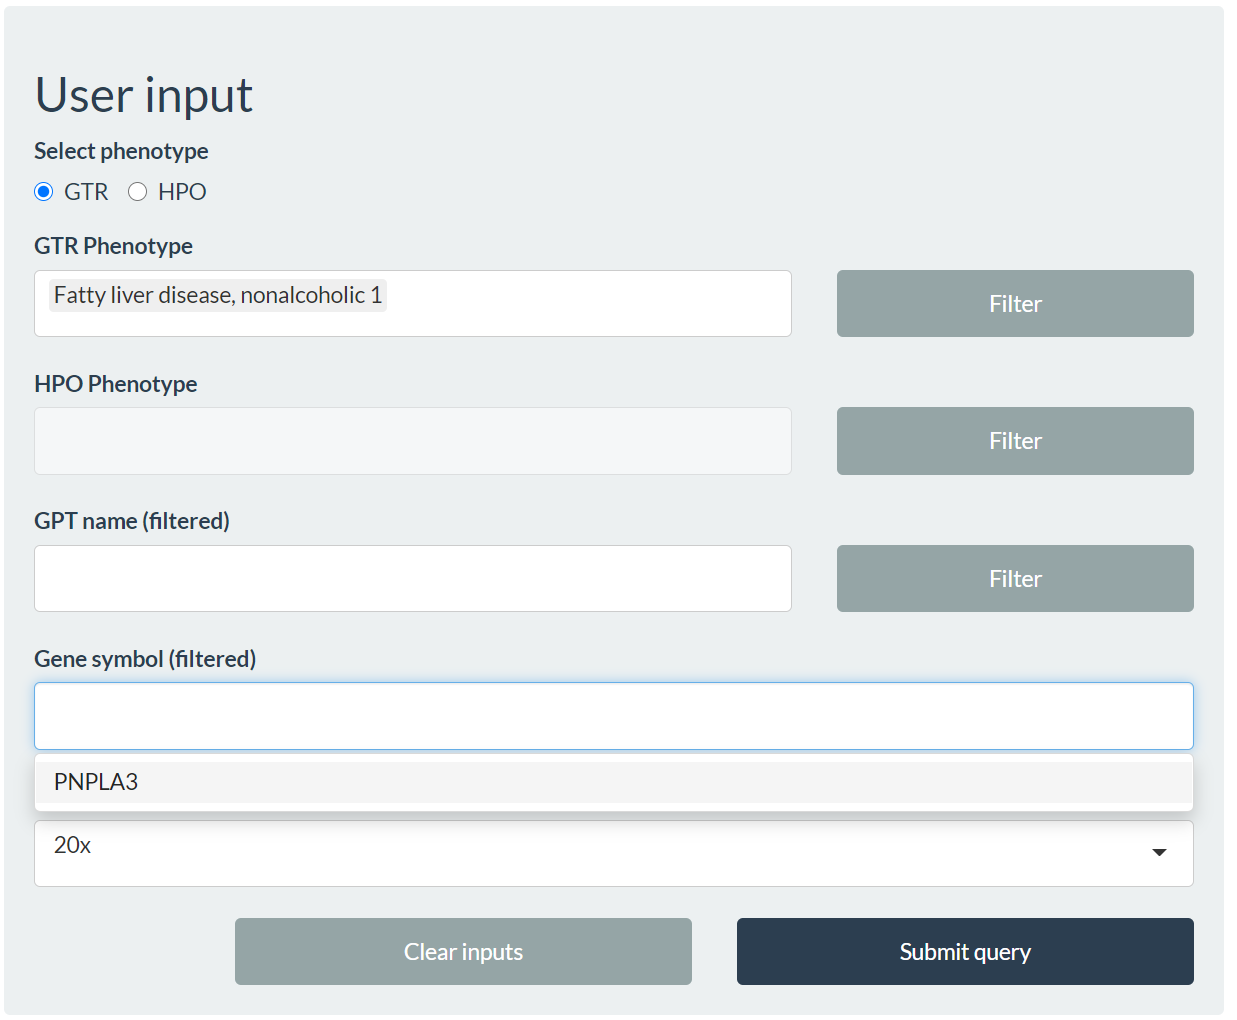 User input
Select phenotype
GTR HPO
GTR Phenotype
Fatty liver disease, nonalcoholic 1
Filter
HPO Phenotype
Filter
GPT name (filtered)
Filter
Gene symbol (filtered)
PNPLA3
20x
Clear inputs
Submit query